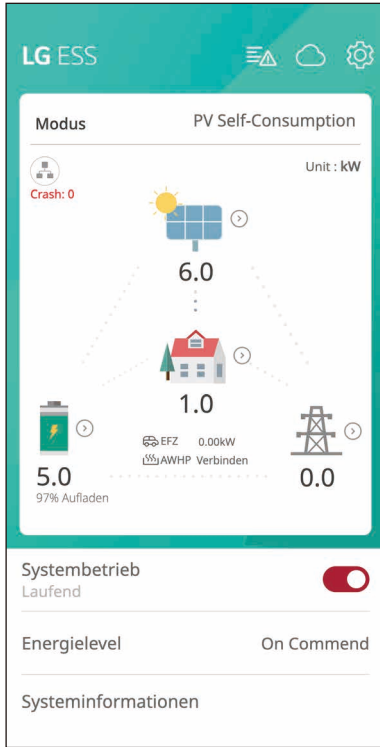 LG ESS
Modus PV Self-Consumption
Unit : kW
Crash: 0
6.0
1.0
EFZ 0.00kW
AWHP Verbinden
5.0
97% Aufladen
0.0
Systembetrieb
Laufend
Energielevel On Commend
Systeminformationen